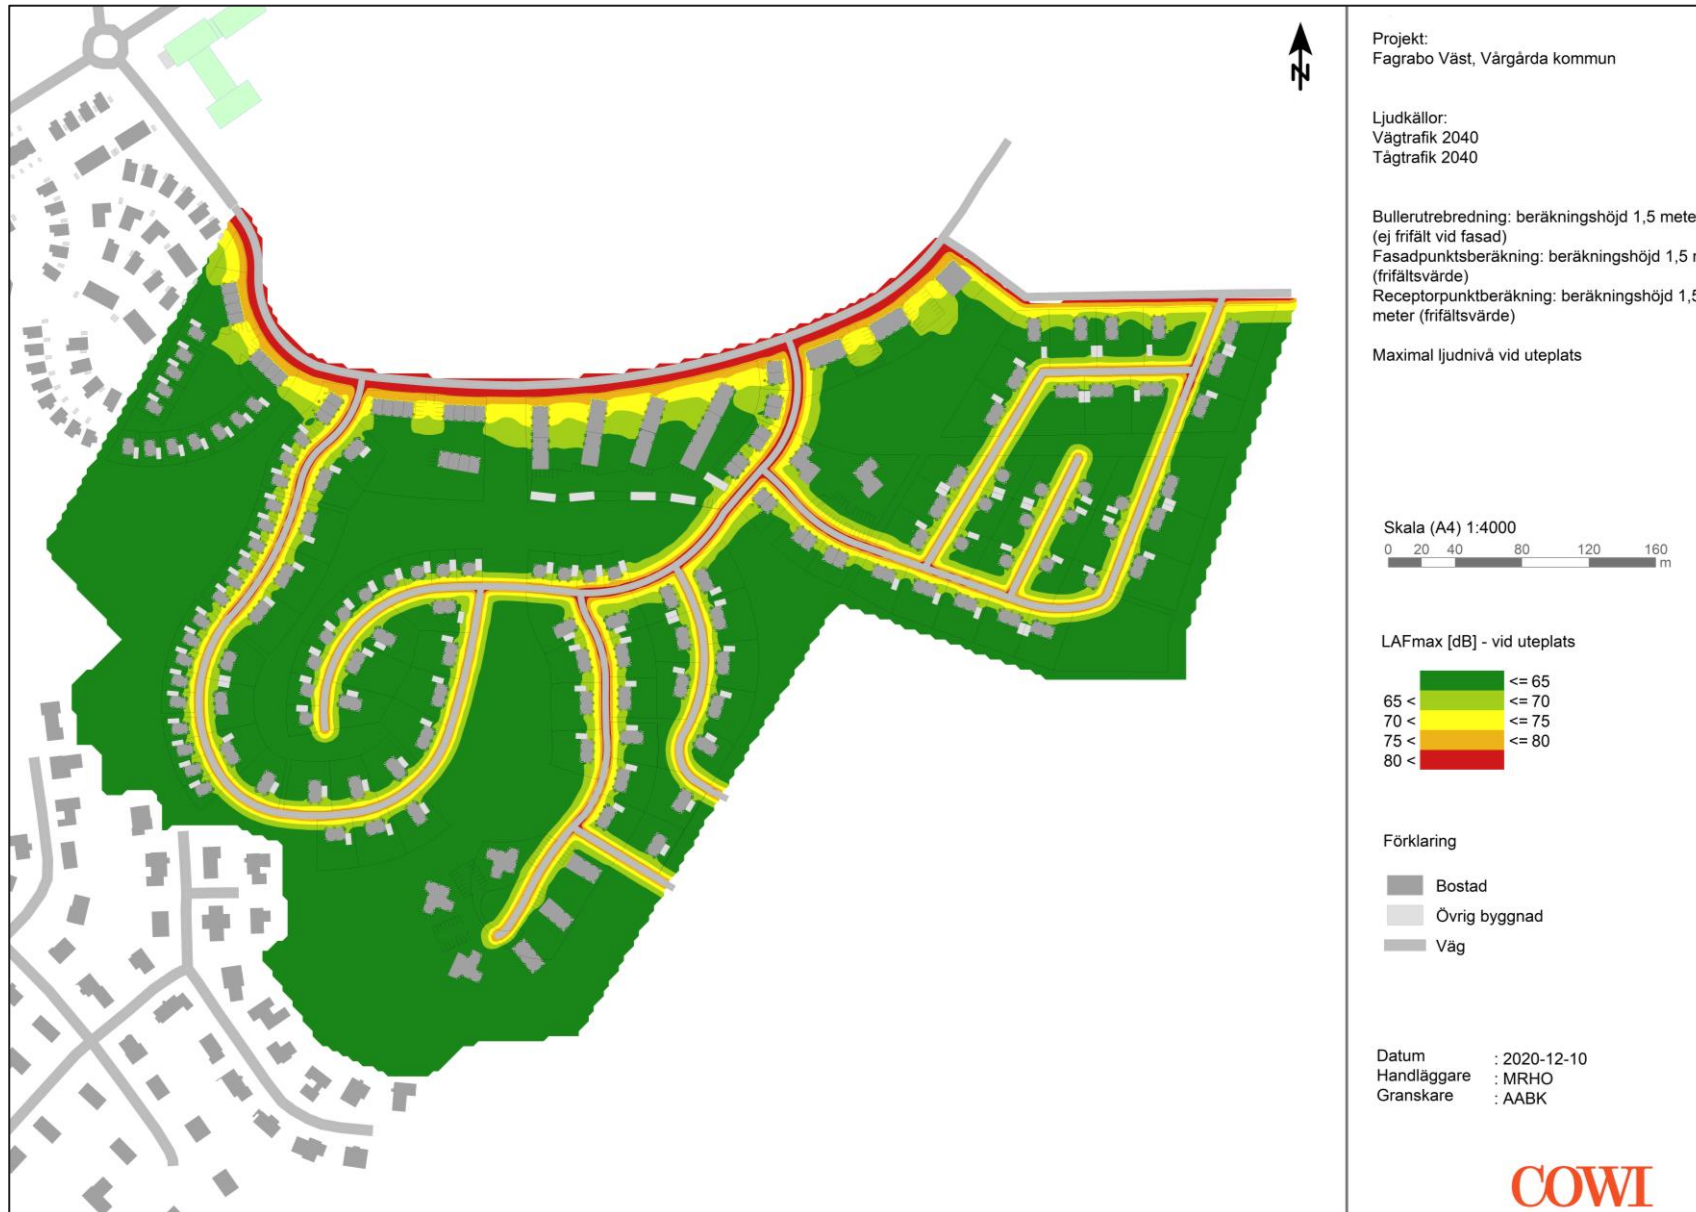 N
Projekt:
Fagrabo Väst, Vårgårda kommun
Ljudkällor:
Vägtrafik 2040
Tågtrafik 2040
Bullerutrebredning: beräkningshöjd 1,5 mete
(ej frifält vid fasad)
Fasadpunktsberäkning: beräkningshöjd 1,5 
(frifältsvärde)
Receptorpunktberäkning: beräkningshöjd 1,5
meter (frifältsvärde)
Maximal ljudnivå vid uteplats
Skala (A4) 1:4000
0 20 40 80 120 160
m
LAFmax [dB] - vid uteplats
<= 65
65 < <= 70
70 < <= 75
75 < <= 80
80 <
Förklaring
Bostad
Övrig byggnad
Väg
Datum : 2020-12-10
Handläggare : MRHO
Granskare : AABK
COWI